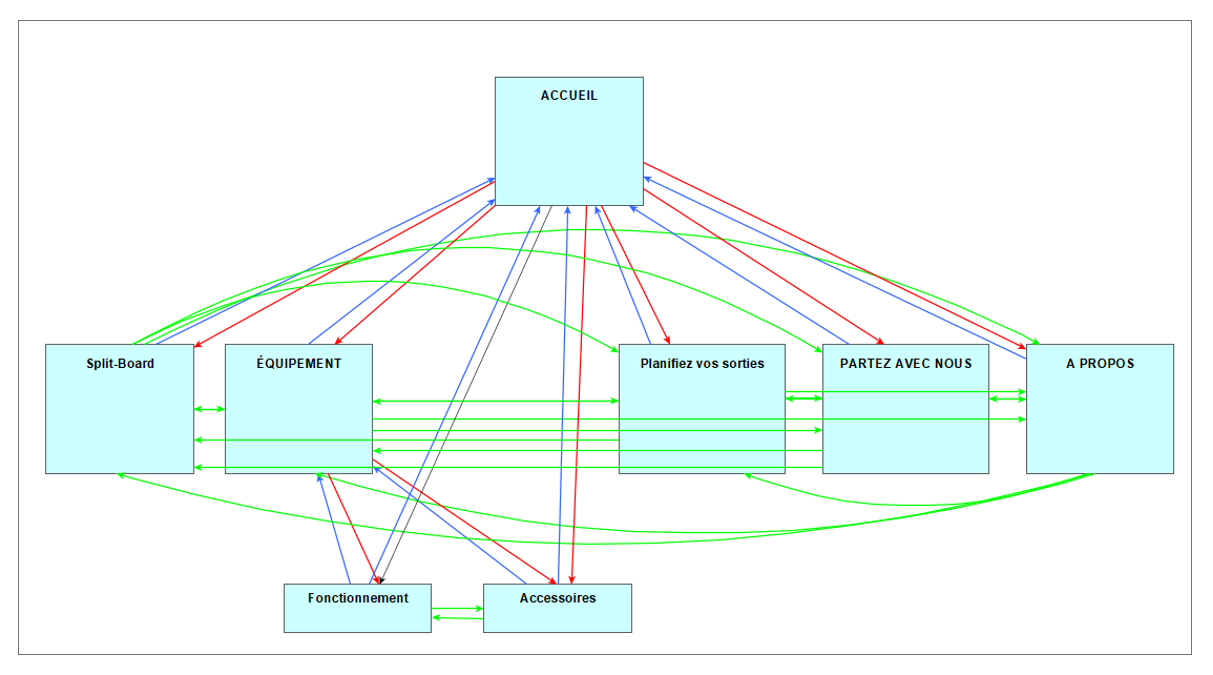 ACCUEIL
Split-Board
ÉQUIPEMENT
Planifiez vos sorties
PARTEZ AVEC NOUS
A PROPOS
Fonctionnement
Accessoires